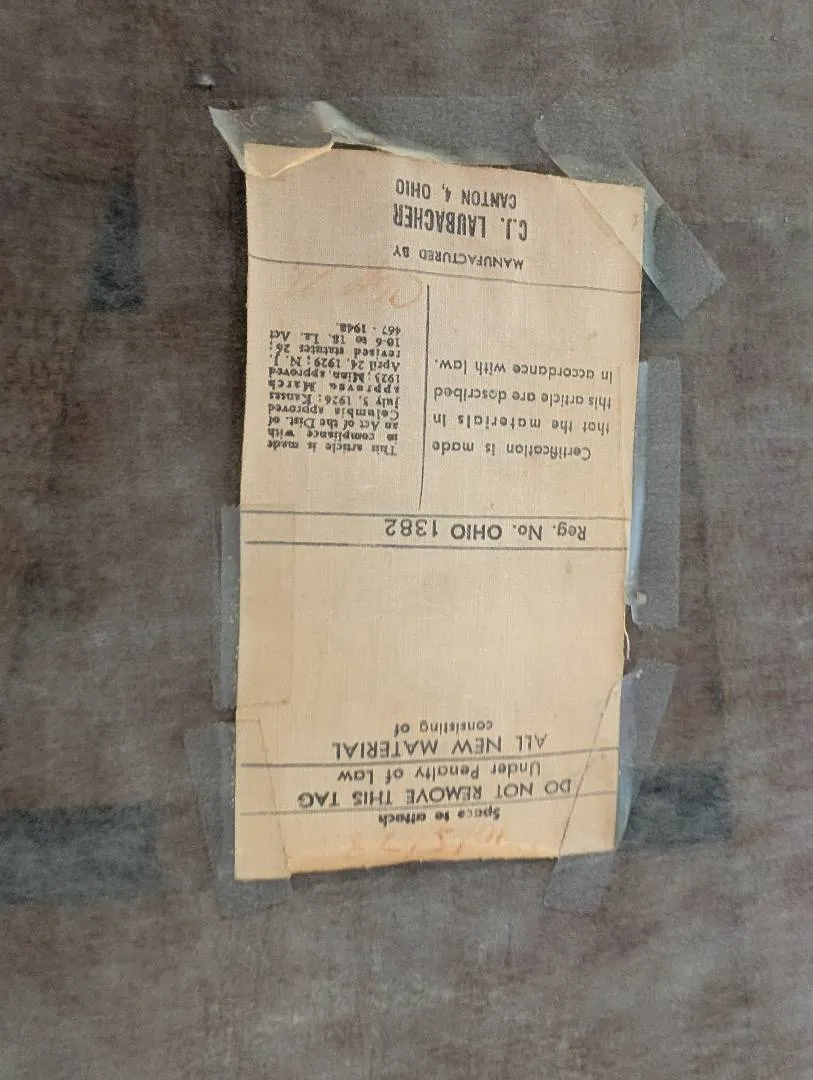 Space to attach
DO NOT REMOVE THIS TAG
Under Penalty of Law
ALL NEW MATERIAL
consisting of
Reg. No. OHIO 1382
Certification is made
that the materials in
this article are described
in accordance with law.
This article is made
in compliance with
an Act of the Dist. of
Columbia approved
July 3, 1926; Kansas
approved March
1923; Minn. approved
April 24, 1929; N. J.
revised statutes 26:
10-6 to 18. La. Act
467 - 1948.
MANUFACTURED BY
C.J. LAUBACHER
CANTON 4, OHIO